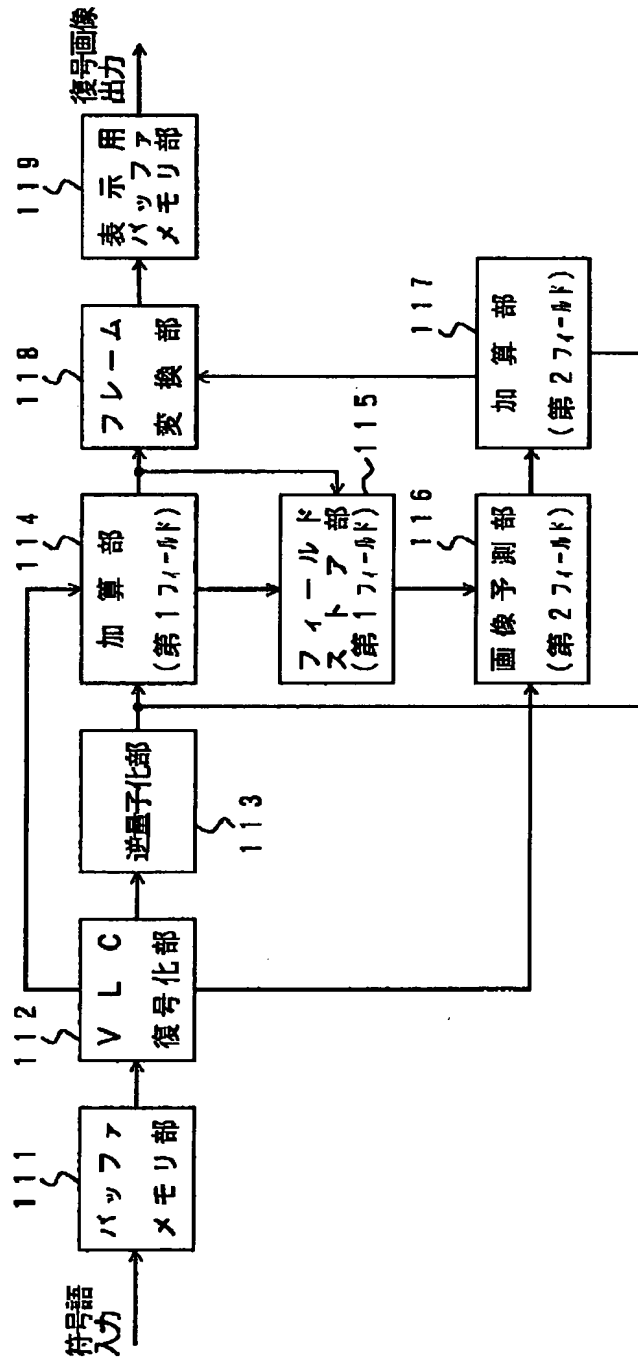 符号語
入力
111
バッファ
メモリ部
112
VLC
復号化部
逆量子化部
113
114
加算部
(第1フィールド)
フィールド
ストア部
(第1フィールド)
115
116
画像予測部
(第2フィールド)
117
加算部
(第2フィールド)
118
フレーム
変換部
119
表示用
バッファ
メモリ部
復号画像
出力